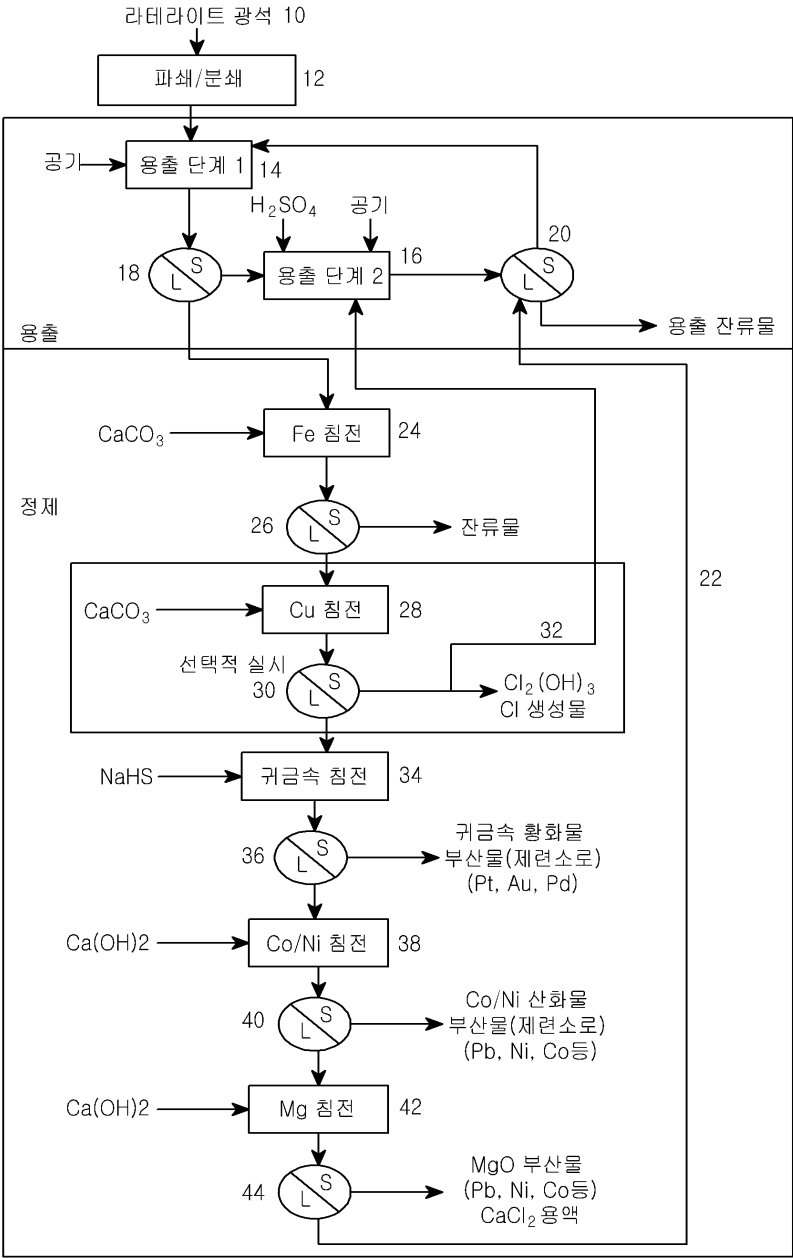 라테라이트 광석 10
파쇄/분쇄 12
공기
용출 단계 1 14
H₂SO₄ 공기
18 S L
용출 단계 2 16
20 S L
용출 잔류물
용출
CaCO₃
Fe 침전 24
정제
26 S L
잔류물
22
CaCO₃
Cu 침전 28
32
선택적 실시
30 S L
Cl₂(OH)₃
Cl 생성물
NaHS
귀금속 침전 34
36 S L
귀금속 황화물
부산물(제련소로)
(Pt, Au, Pd)
Ca(OH)2
Co/Ni 침전 38
40 S L
Co/Ni 산화물
부산물(제련소로)
(Pb, Ni, Co등)
Ca(OH)2
Mg 침전 42
44 S L
MgO 부산물
(Pb, Ni, Co등)
CaCl₂ 용액